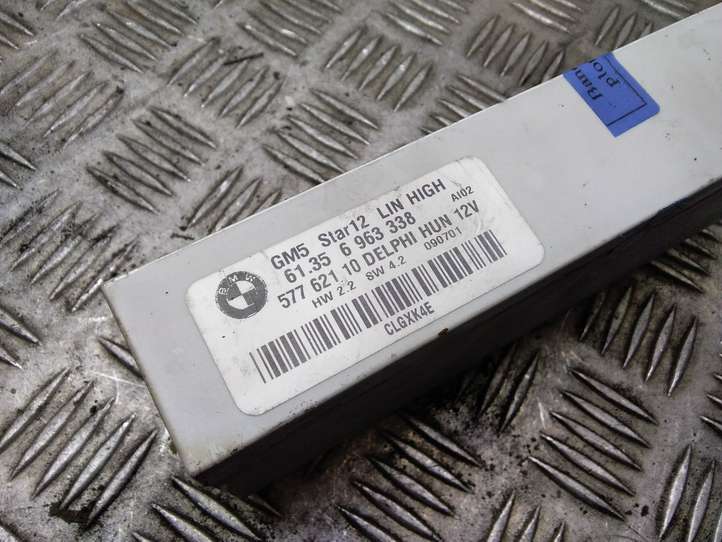 GM5 Star12 LIN HIGH
61.35 6 963 338 AI02
577 621 10 DELPHI HUN 12V
HW 2.2 SW 4.2 090701
CLGXK4E
BMW